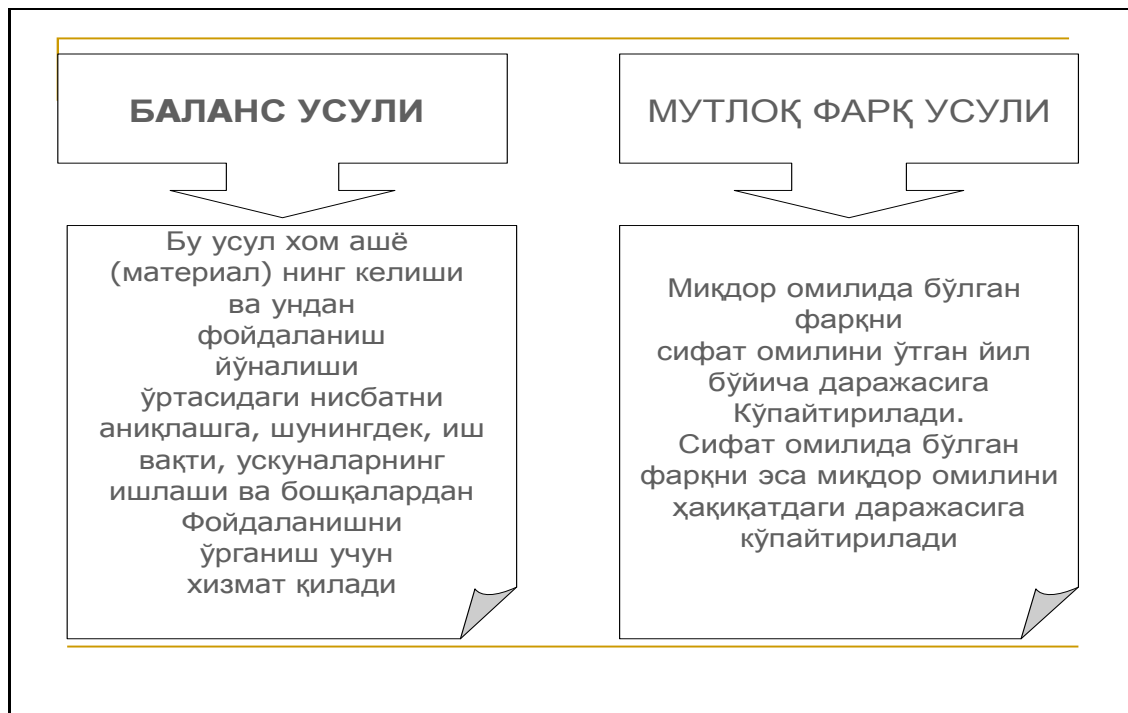 БАЛАНС УСУЛИ
Бу усул хом ашё
(материал) нинг келиши
ва ундан
фойдаланиш
йўналиши
ўртасидаги нисбатни
аниқлашга, шунингдек, иш
вақти, ускуналарнинг
ишлаши ва бошқалардан
Фойдаланишни
ўрганиш учун
хизмат қилади
МУТЛОҚ ФАРҚ УСУЛИ
Миқдор омилида бўлган
фарқни
сифат омилини ўтган йил
бўйича даражасига
Кўпайтирилади.
Сифат омилида бўлган
фарқни эса миқдор омилини
ҳақиқатдаги даражасига
кўпайтирилади